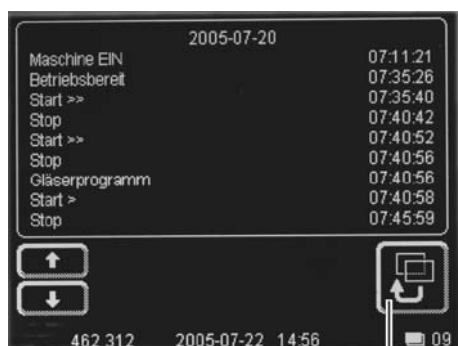 2005-07-20
Maschine EIN 07:11:21
Betriebsbereit 07:35:26
Start >> 07:35:40
Stop 07:40:42
Start >> 07:40:52
Stop 07:40:56
Gläserprogramm 07:40:56
Start > 07:40:58
Stop 07:45:59
462 312 2005-07-22 14:56 09